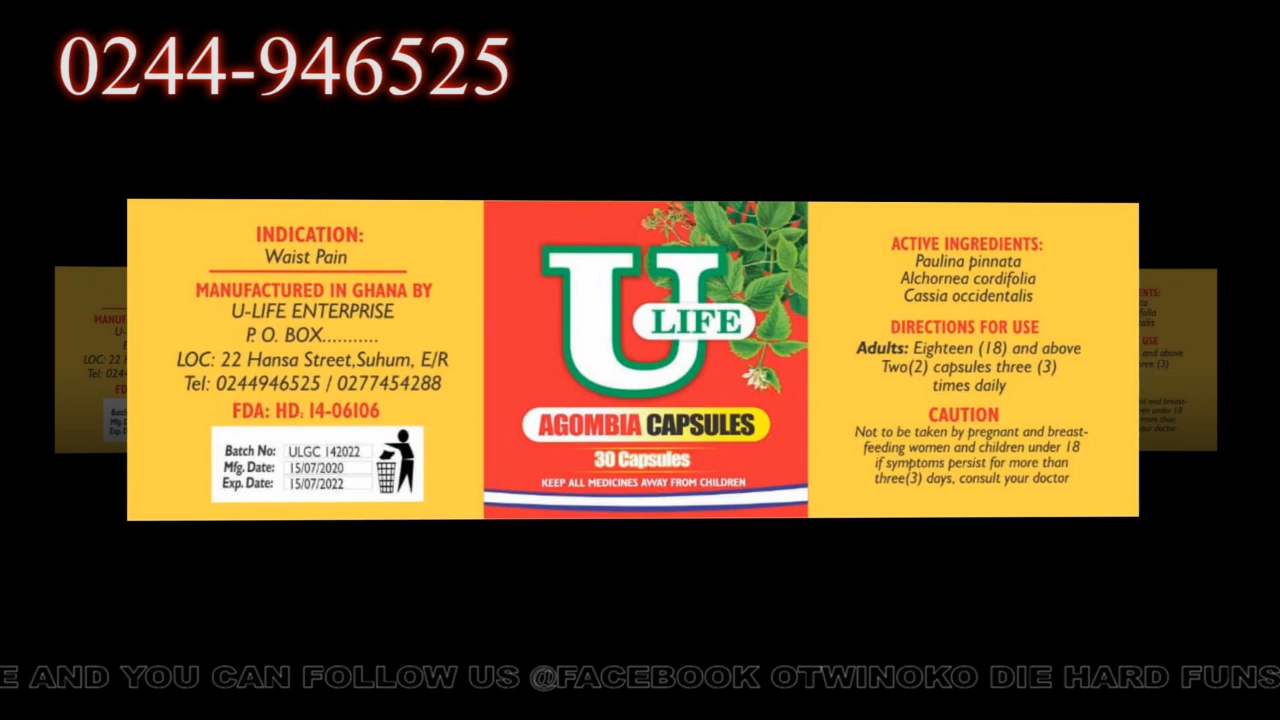 0244-946525
INDICATION:
Waist Pain
MANUFACTURED IN GHANA BY
U-LIFE ENTERPRISE
P. O. BOX...........
LOC: 22 Hansa Street,Suhum, E/R
Tel: 0244946525 / 0277454288
FDA: HD: 14-06106
Batch No: ULGC 142022
Mfg. Date: 15/07/2020
Exp. Date: 15/07/2022
U
LIFE
AGOMBIA CAPSULES
30 Capsules
KEEP ALL MEDICINES AWAY FROM CHILDREN
ACTIVE INGREDIENTS:
Paulina pinnata
Alchornea cordifolia
Cassia occidentalis
DIRECTIONS FOR USE
Adults: Eighteen (18) and above
Two(2) capsules three (3)
times daily
CAUTION
Not to be taken by pregnant and breast-
feeding women and children under 18
if symptoms persist for more than
three(3) days, consult your doctor
E AND YOU CAN FOLLOW US @FACEBOOK OTWINOKO DIE HARD FUNS